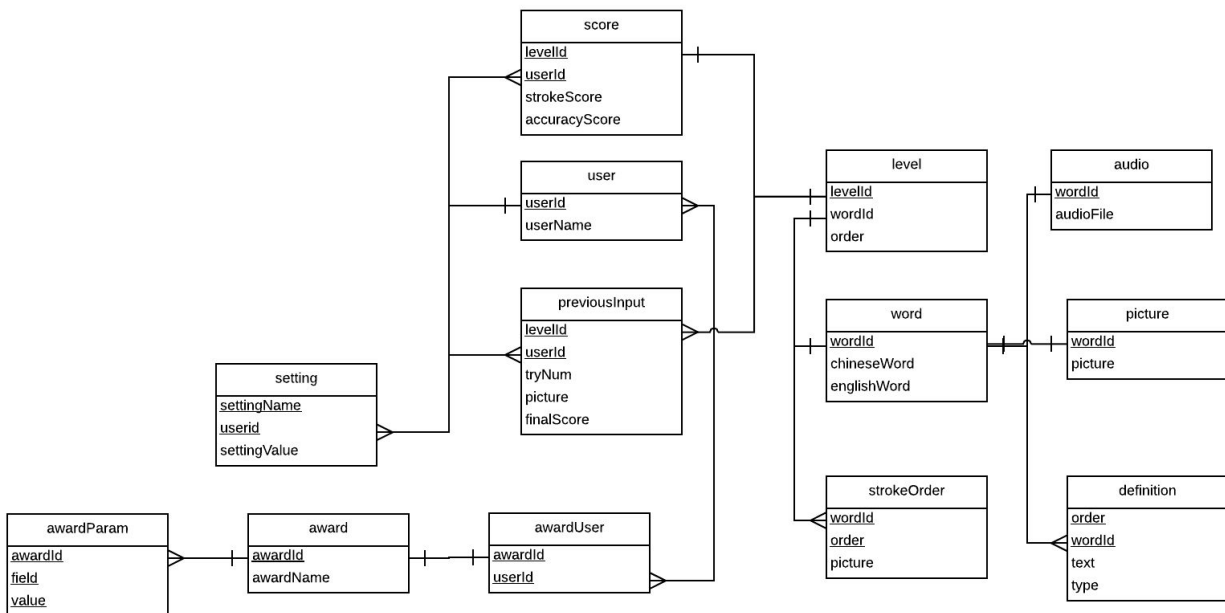 score
levelId
userId
strokeScore
accuracyScore
user
userId
userName
previousInput
levelId
userId
tryNum
picture
finalScore
setting
settingName
userid
settingValue
awardParam
awardId
field
value
award
awardId
awardName
awardUser
awardId
userId
level
levelId
wordId
order
word
wordId
chineseWord
englishWord
strokeOrder
wordId
order
picture
audio
wordId
audioFile
picture
wordId
picture
definition
order
wordId
text
type